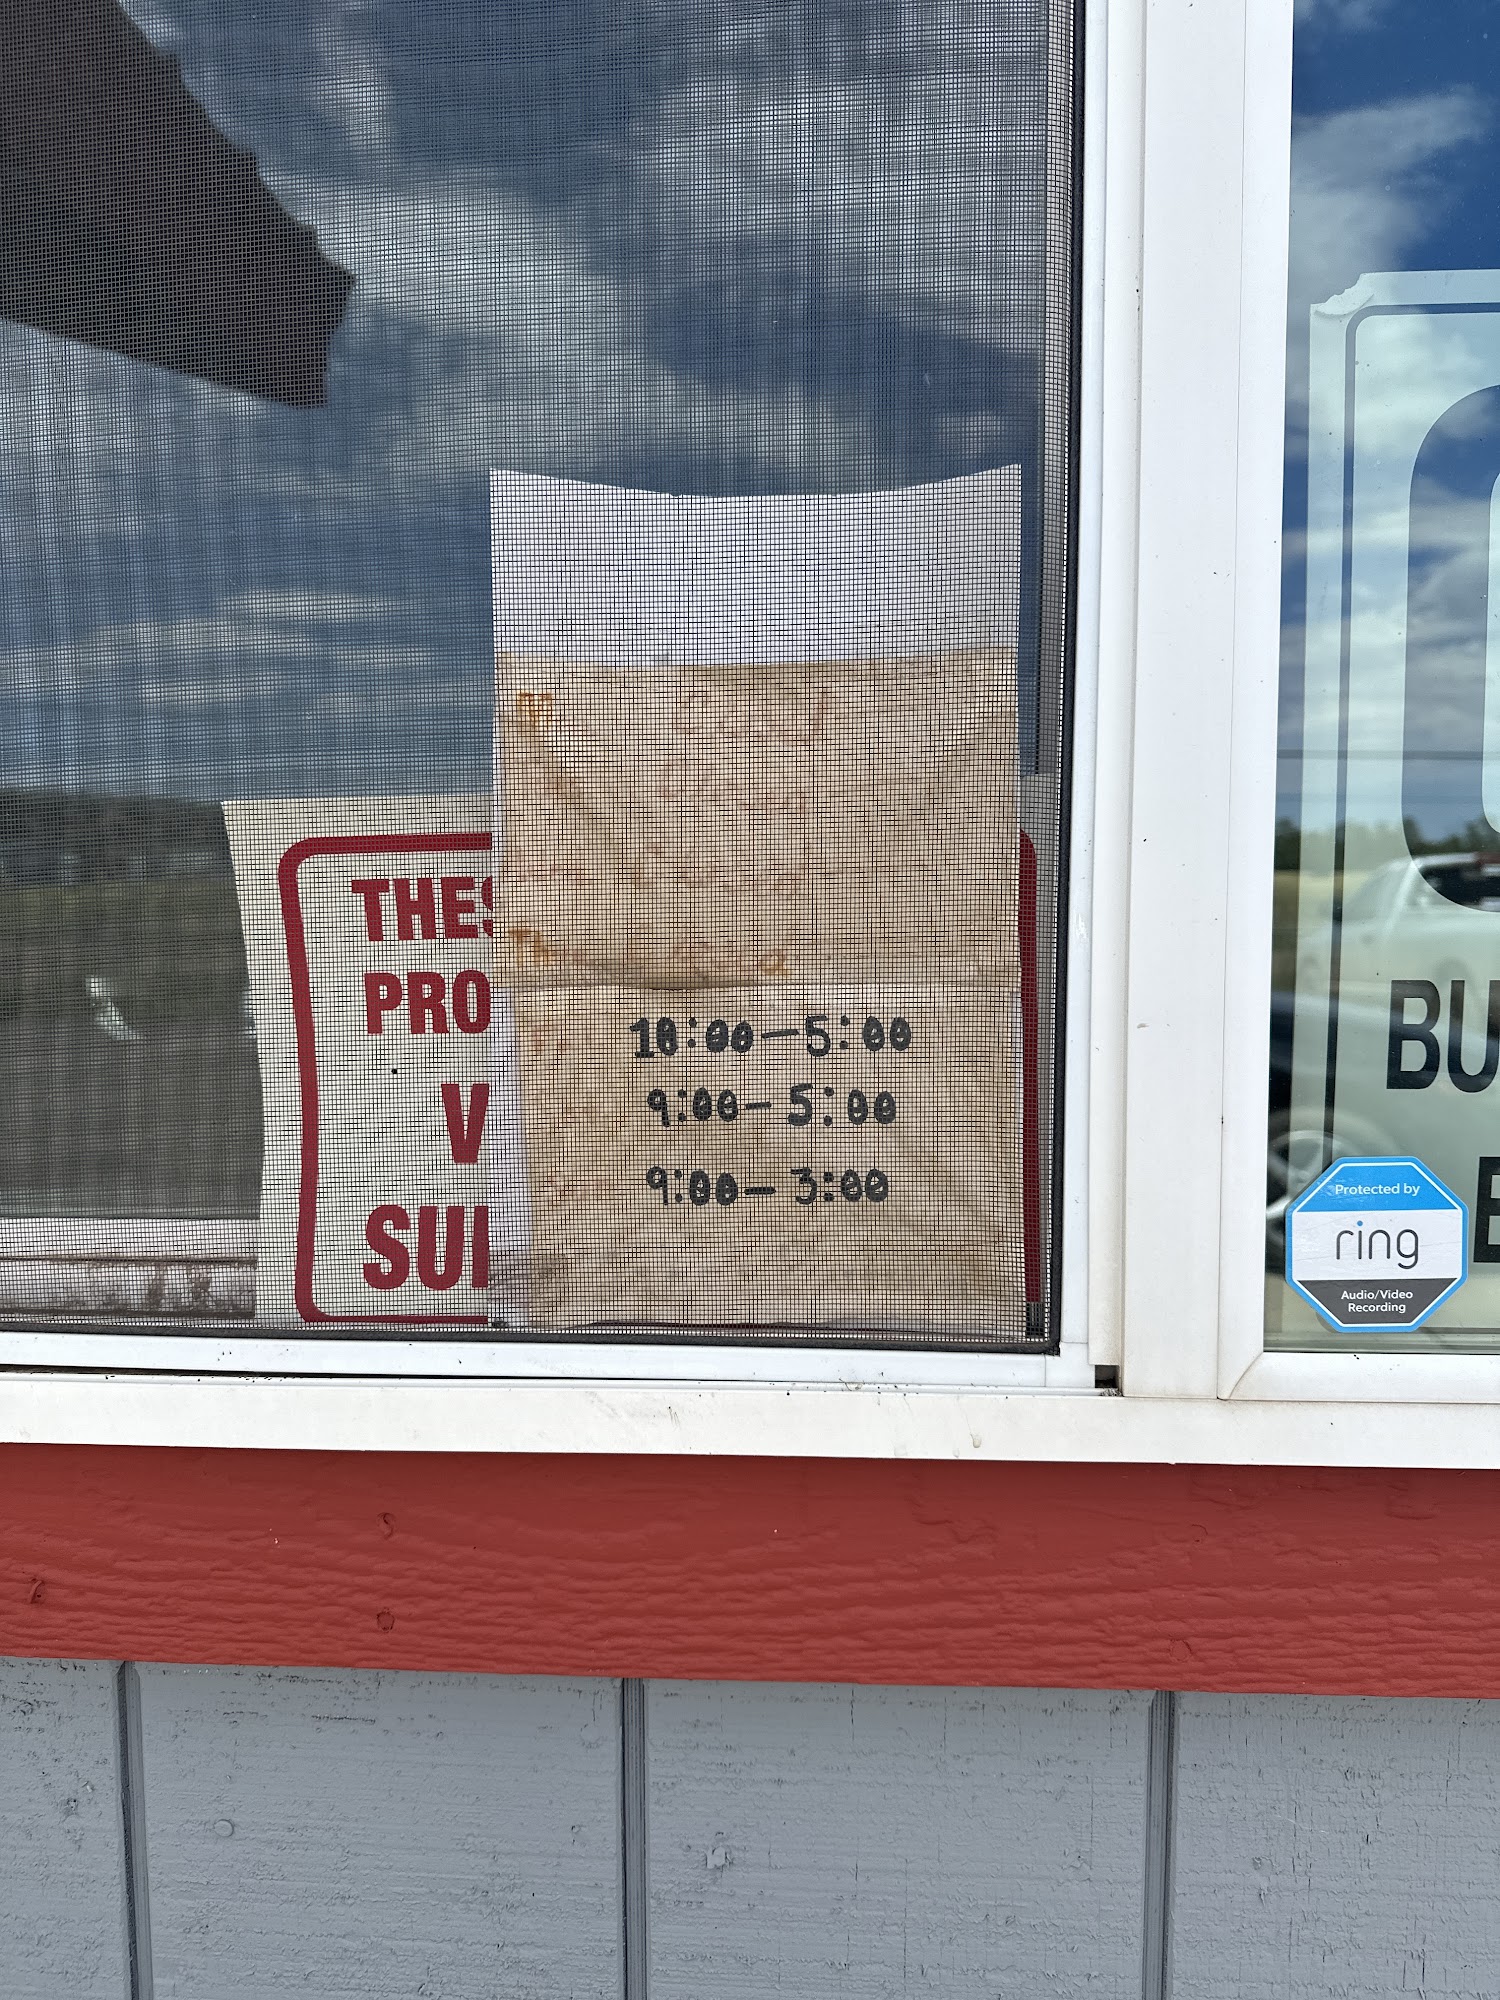 THES
PRO
V
SUI
10:00-5:00
9:00-5:00
9:00-3:00
BU
Protected by
ring
Audio/Video
Recording